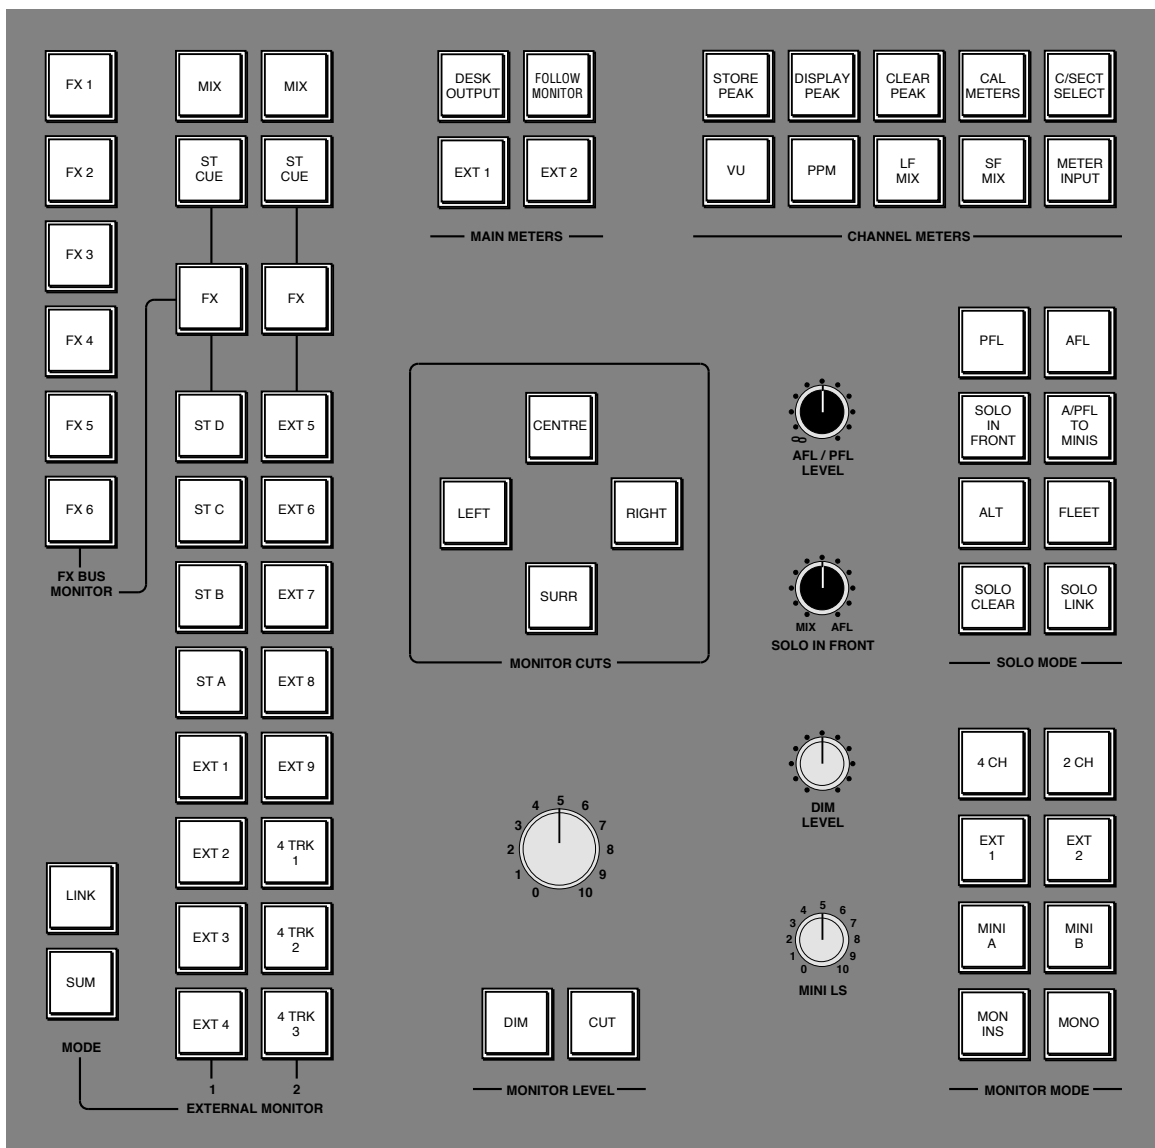 FX 1
FX 2
FX 3
FX 4
FX 5
FX 6
FX BUS
MONITOR
LINK
SUM
MODE
MIX
ST
CUE
FX
ST D
ST C
ST B
ST A
EXT 1
EXT 2
EXT 3
EXT 4
1
MIX
ST
CUE
FX
EXT 5
EXT 6
EXT 7
EXT 8
EXT 9
4 TRK
1
4 TRK
2
4 TRK
3
2
EXTERNAL MONITOR
DESK
OUTPUT
FOLLOW
MONITOR
EXT 1
EXT 2
MAIN METERS
STORE
PEAK
DISPLAY
PEAK
CLEAR
PEAK
CAL
METERS
C/SECT
SELECT
VU
PPM
LF
MIX
SF
MIX
METER
INPUT
CHANNEL METERS
CENTRE
LEFT
RIGHT
SURR
MONITOR CUTS
0 1 2 3 4 5 6 7 8 9 10
DIM
CUT
MONITOR LEVEL
∞
AFL / PFL
LEVEL
MIX AFL
SOLO IN FRONT
DIM
LEVEL
0 1 2 3 4 5 6 7 8 9 10
MINI LS
PFL
AFL
SOLO
IN
FRONT
A/PFL
TO
MINIS
ALT
FLEET
SOLO
CLEAR
SOLO
LINK
SOLO MODE
4 CH
2 CH
EXT
1
EXT
2
MINI
A
MINI
B
MON
INS
MONO
MONITOR MODE